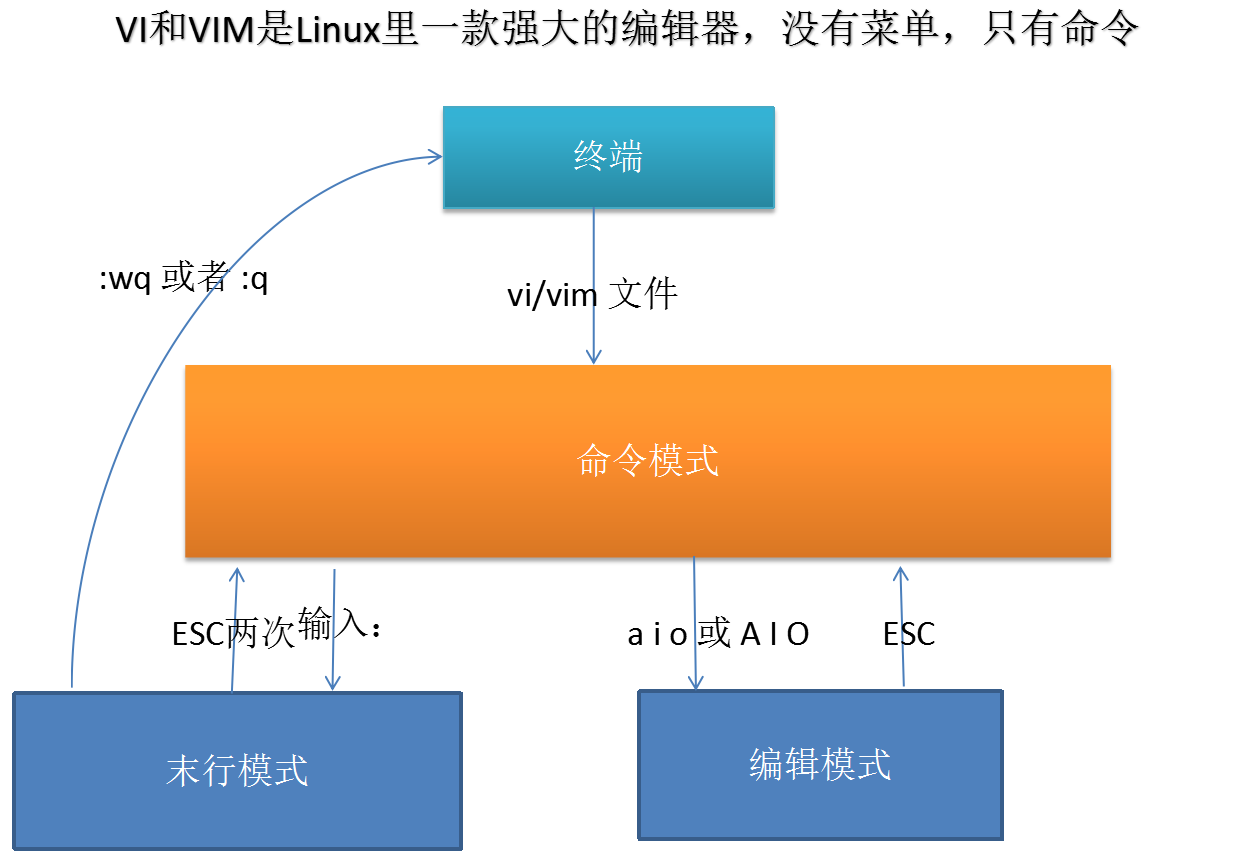 VI和VIM是Linux里一款强大的编辑器，没有菜单，只有命令
终端
:wq 或者 :q
vi/vim 文件
命令模式
ESC两次
输入：
a i o 或 A I O
ESC
末行模式
编辑模式